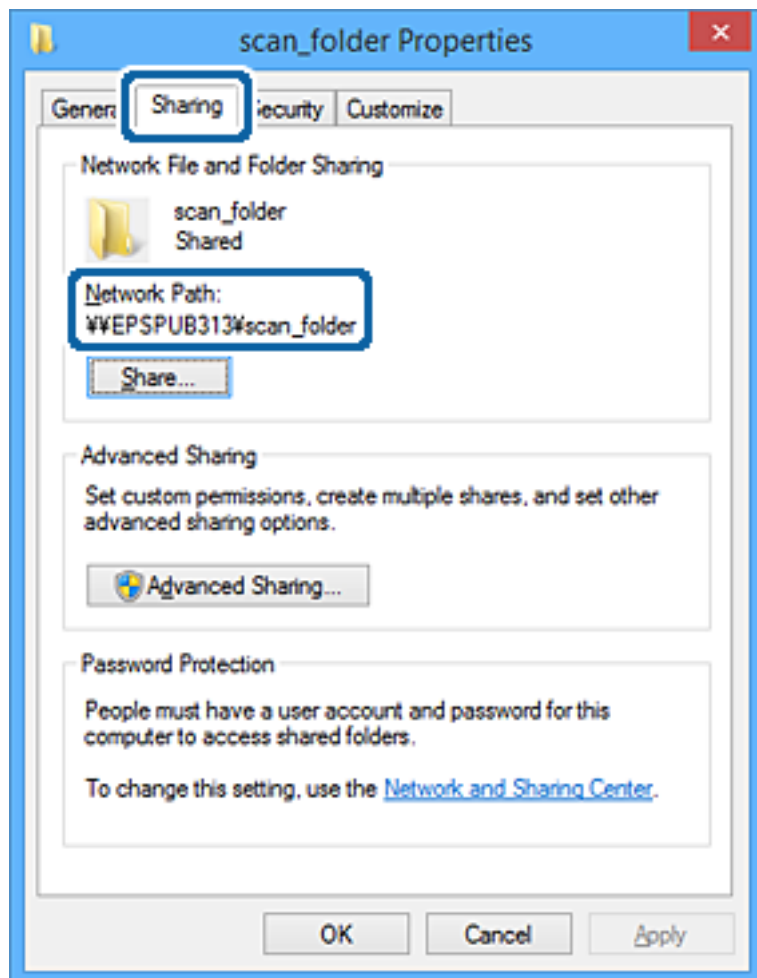 scan_folder Properties
General Sharing Security Customize
Network File and Folder Sharing
scan_folder
Shared
Network Path:
¥¥EPSPUB313¥scan_folder
Share...
Advanced Sharing
Set custom permissions, create multiple shares, and set other
advanced sharing options.
Advanced Sharing...
Password Protection
People must have a user account and password for this
computer to access shared folders.
To change this setting, use the Network and Sharing Center.
OK Cancel Apply